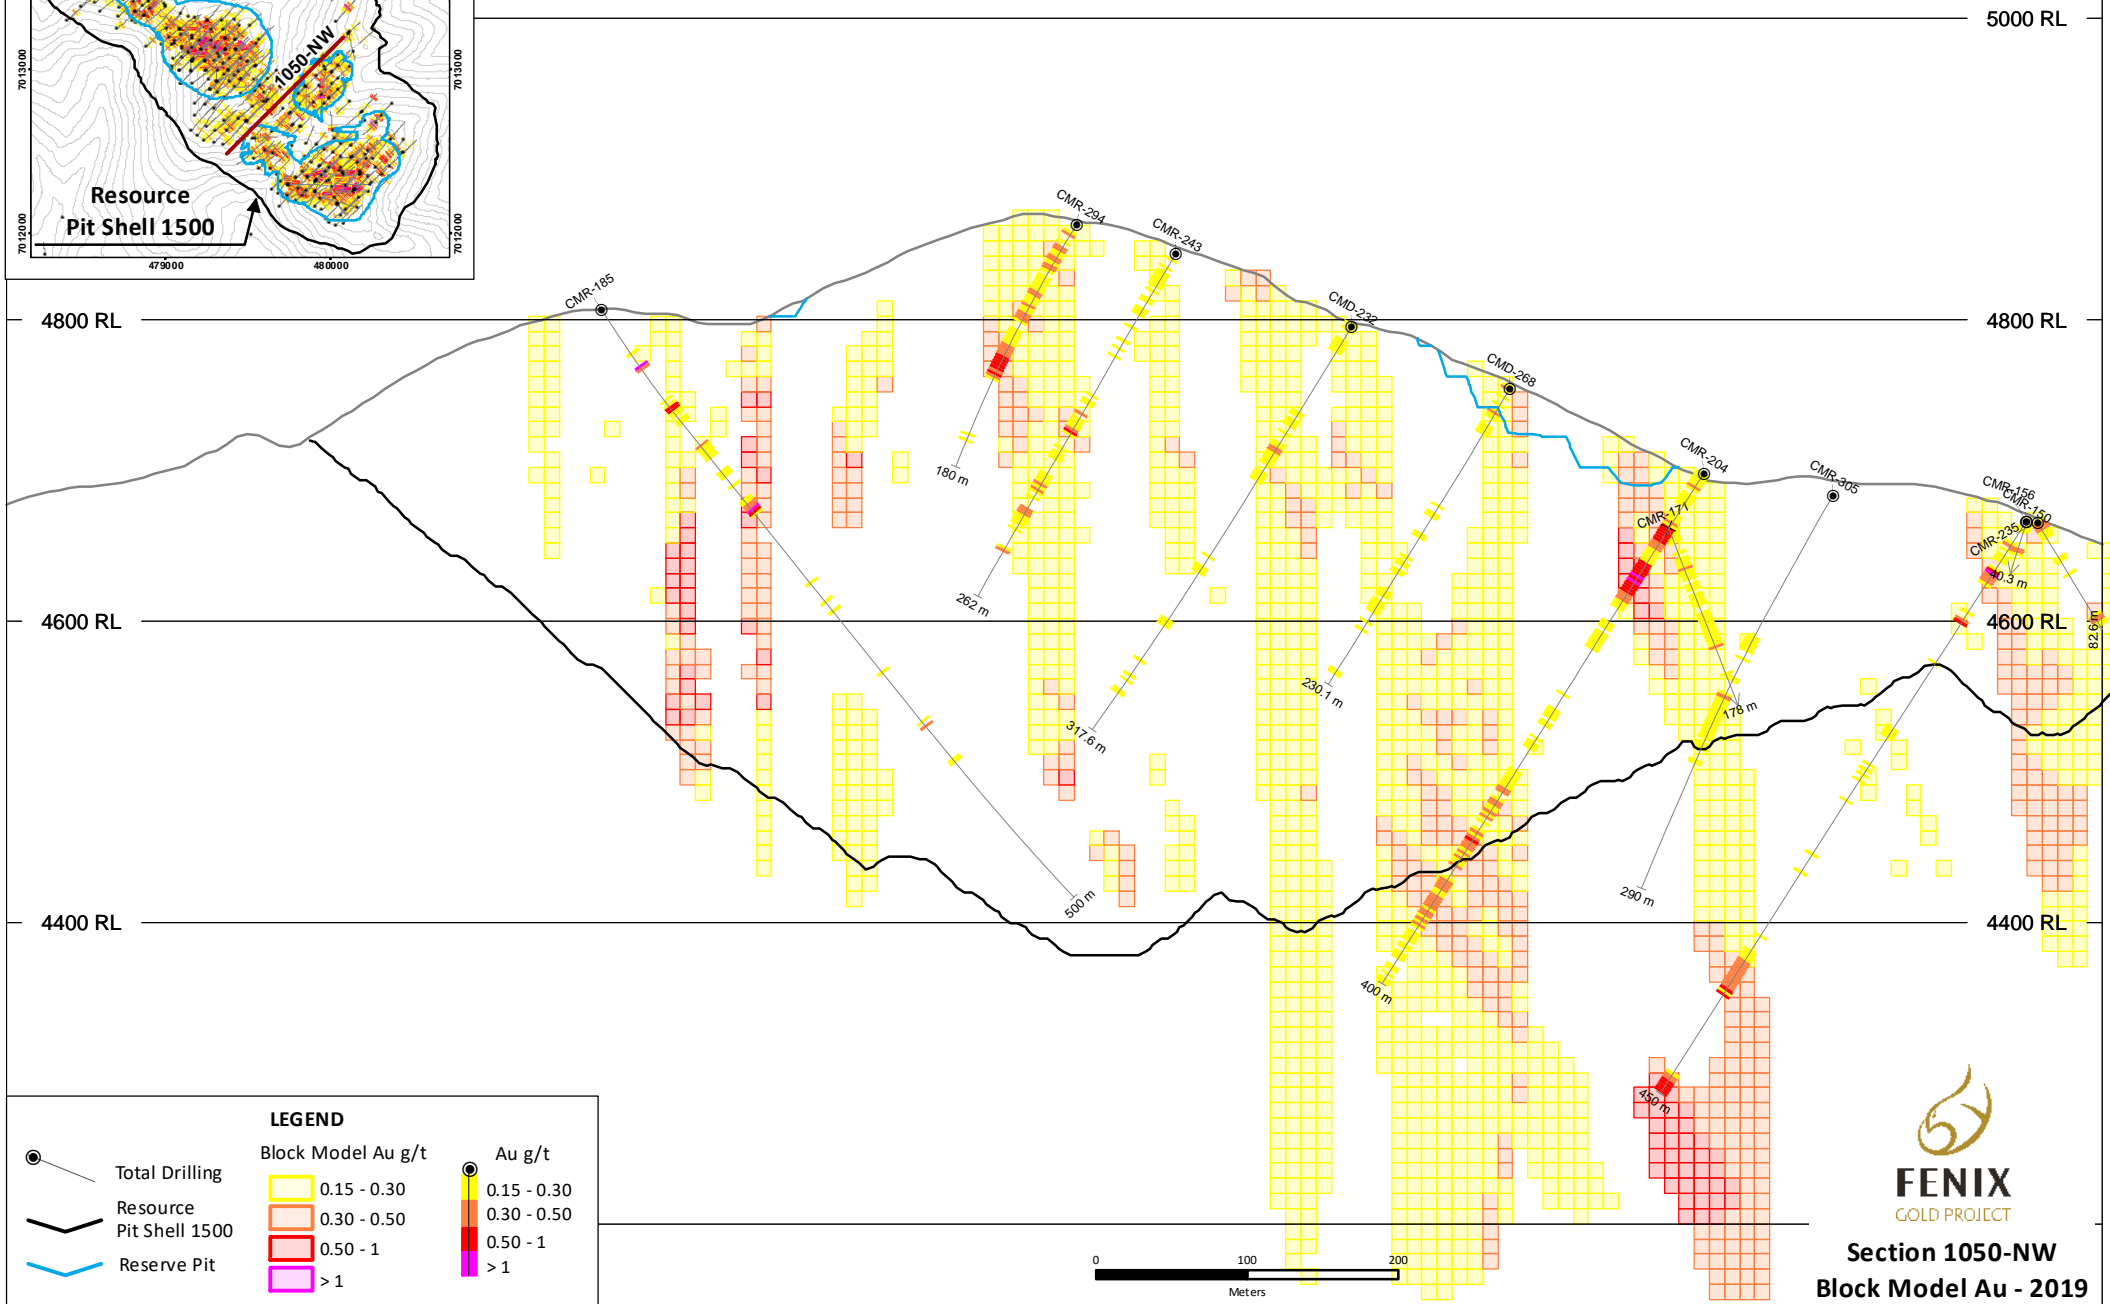 5000 RL
5000 RL
7013000
7013000
1050-NW
Resource
Pit Shell 1500
7012000
7012000
479000
480000
CMR-294
CMR-243
CMR-185
CMD-232
4800 RL
4800 RL
CMD-268
CMR-204
CMR-305
CMR-156
CMR-150
CMR-171
CMR-235
180 m
262 m
40.3 m
4600 RL
4600 RL
82.6 m
230.1 m
317.6 m
178 m
290 m
500 m
4400 RL
4400 RL
400 m
450 m
LEGEND
Block Model Au g/t
Au g/t
Total Drilling
0.15 - 0.30
0.15 - 0.30
Resource
Pit Shell 1500
0.30 - 0.50
0.30 - 0.50
0.50 - 1
0.50 - 1
Reserve Pit
> 1
> 1
0
100
200
Meters
FENIX
GOLD PROJECT
Section 1050-NW
Block Model Au - 2019